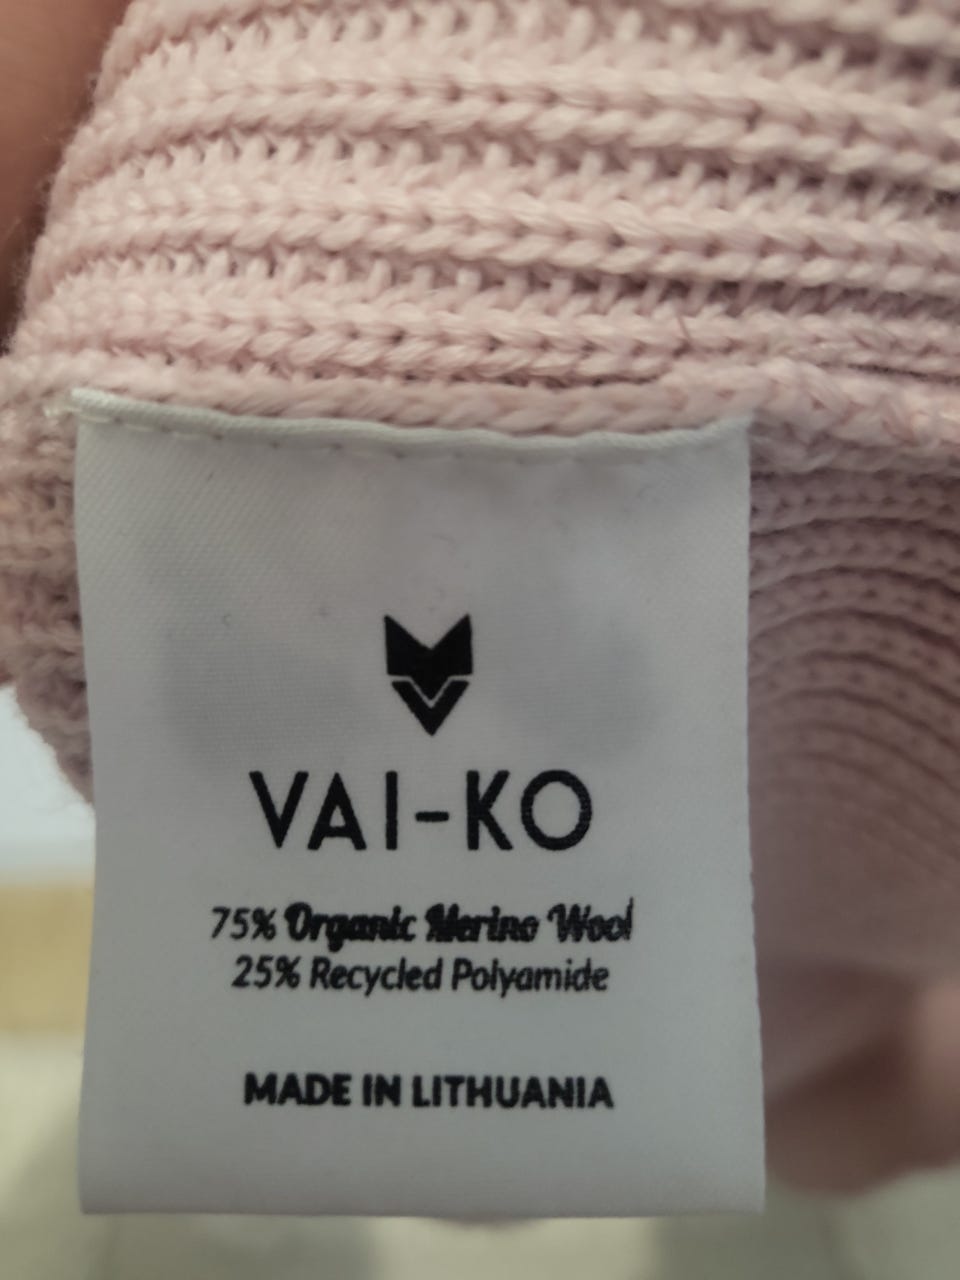 VAI-KO
75% Organic Merino Wool
25% Recycled Polyamide
MADE IN LITHUANIA